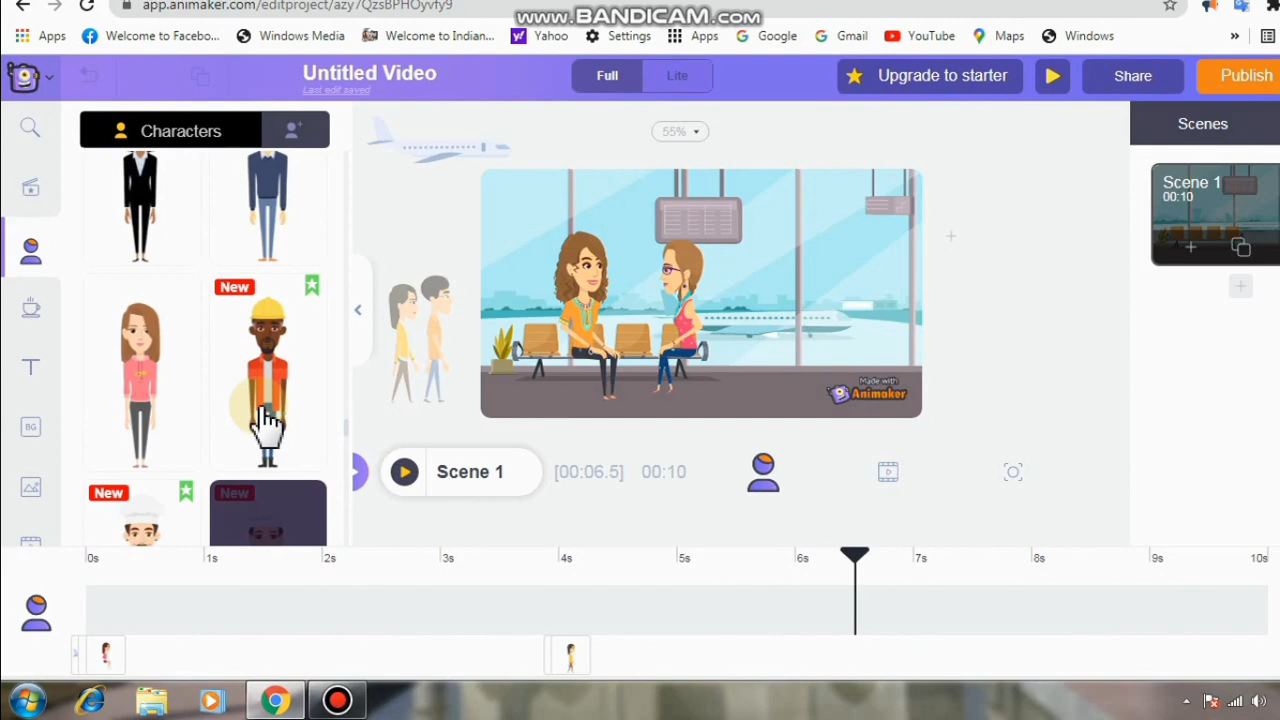 www.BANDICAM.com
app.animaker.com/editproject/azy7QzsBPHOyvfy9
Apps Welcome to Facebo... Windows Media Welcome to Indian... Yahoo Settings Apps Google Gmail YouTube Maps Windows »
Untitled Video
Last edit saved
Full Lite
Upgrade to starter
Share
Publish
Characters
55%
Scenes
Scene 1
00:10
New
New
New
BG
Made with
Animaker
Scene 1 [00:06.5] 00:10
0s 1s 2s 3s 4s 5s 6s 7s 8s 9s 10s